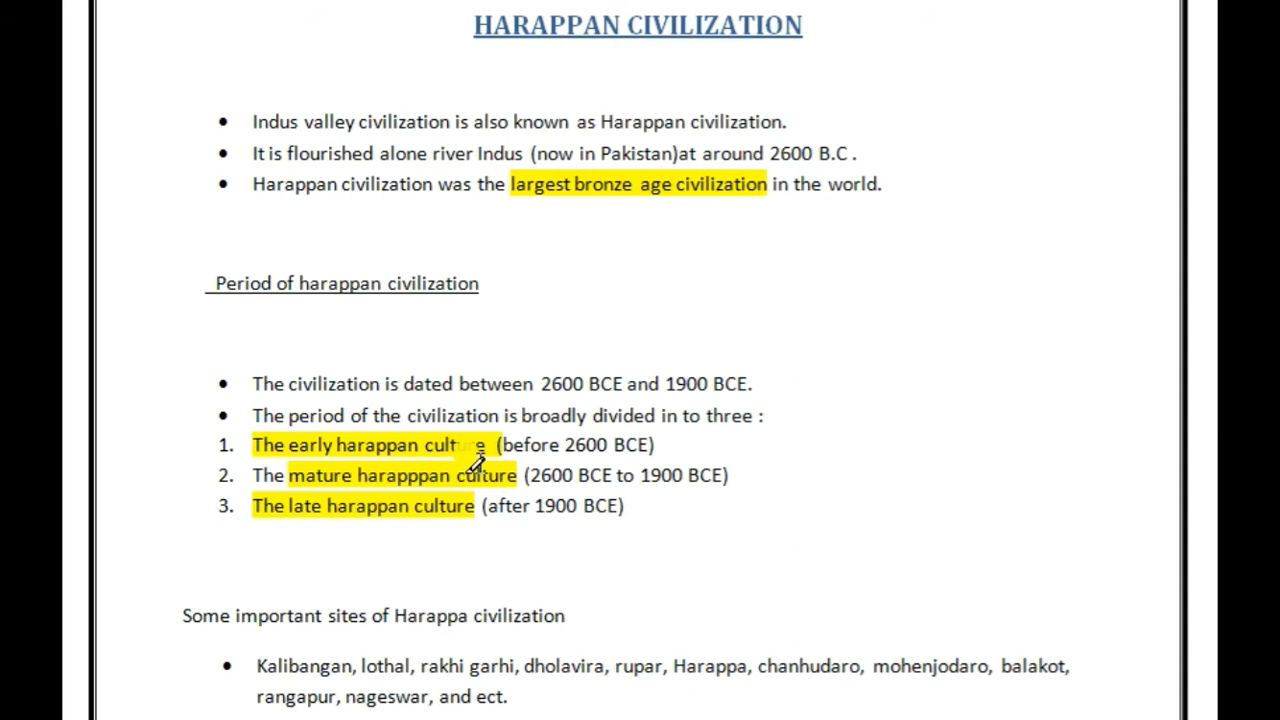 HARAPPAN CIVILIZATION
• Indus valley civilization is also known as Harappan civilization.
• It is flourished alone river Indus (now in Pakistan)at around 2600 B.C .
• Harappan civilization was the largest bronze age civilization in the world.
Period of harappan civilization
• The civilization is dated between 2600 BCE and 1900 BCE.
• The period of the civilization is broadly divided in to three :
1. The early harappan culture (before 2600 BCE)
2. The mature harapppan culture (2600 BCE to 1900 BCE)
3. The late harappan culture (after 1900 BCE)
Some important sites of Harappa civilization
• Kalibangan, lothal, rakhi garhi, dholavira, rupar, Harappa, chanhudaro, mohenjodaro, balakot,
rangapur, nageswar, and ect.